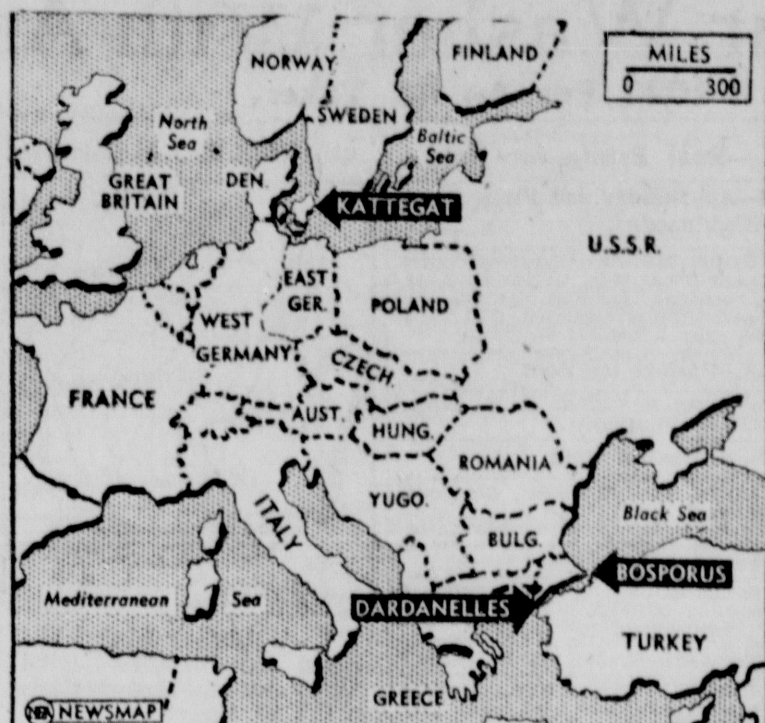 NORWAY
FINLAND
MILES
0 300
SWEDEN
North
Sea
Baltic
Sea
GREAT
BRITAIN
DEN.
KATTEGAT
U.S.S.R.
EAST
GER.
POLAND
WEST
GERMANY
CZECH.
FRANCE
AUST.
HUNG.
ROMANIA
ITALY
YUGO.
Black Sea
BULG.
BOSPORUS
Mediterranean Sea
DARDANELLES
TURKEY
GREECE
NEA NEWSMAP